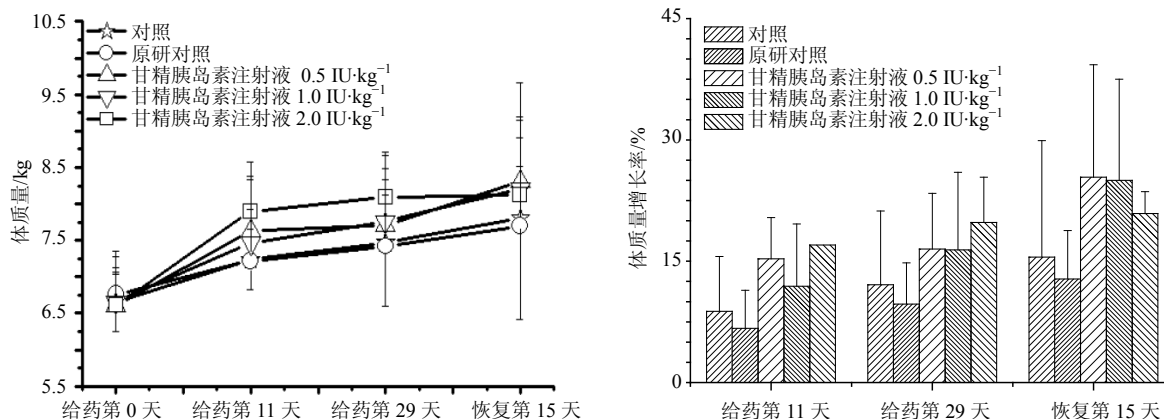 10.5
9.5
8.5
7.5
6.5
5.5
体质量/kg
对照
原研对照
甘精胰岛素注射液 0.5 IU·kg⁻¹
甘精胰岛素注射液 1.0 IU·kg⁻¹
甘精胰岛素注射液 2.0 IU·kg⁻¹
给药第 0 天 给药第 11 天 给药第 29 天 恢复第 15 天
45
30
15
0
体质量增长率/%
对照
原研对照
甘精胰岛素注射液 0.5 IU·kg⁻¹
甘精胰岛素注射液 1.0 IU·kg⁻¹
甘精胰岛素注射液 2.0 IU·kg⁻¹
给药第 11 天 给药第 29 天 恢复第 15 天